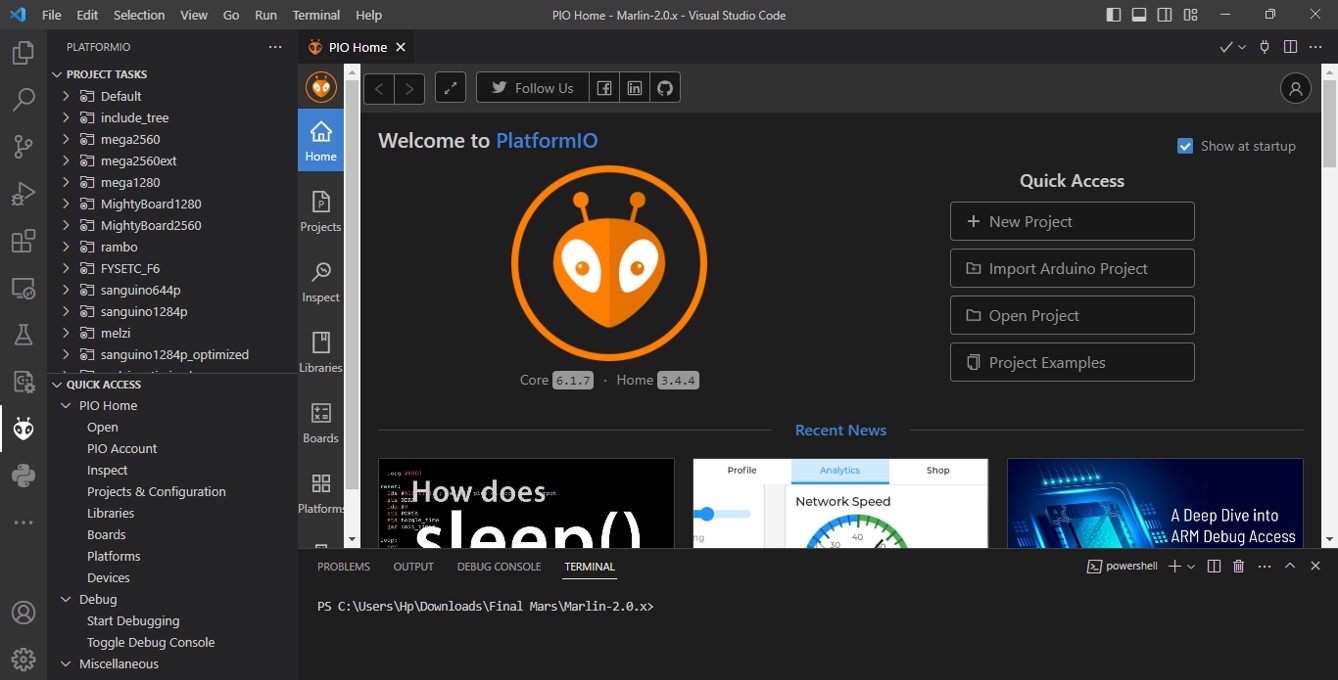 File Edit Selection View Go Run Terminal Help
PIO Home - Marlin-2.0.x - Visual Studio Code
PLATFORMIO
PROJECT TASKS
Default
include_tree
mega2560
mega2560ext
mega1280
MightyBoard1280
MightyBoard2560
rambo
FYSETC_F6
sanguino644p
sanguino1284p
melzi
sanguino1284p_optimized
QUICK ACCESS
PIO Home
Open
PIO Account
Inspect
Projects & Configuration
Libraries
Boards
Platforms
Devices
Debug
Start Debugging
Toggle Debug Console
Miscellaneous
PIO Home
Home
Projects
Inspect
Libraries
Boards
Platforms
Follow Us
Welcome to PlatformIO
Show at startup
Core 6.1.7 · Home 3.4.4
Quick Access
New Project
Import Arduino Project
Open Project
Project Examples
Recent News
How does
sleep()
Profile Analytics Shop
Network Speed
30 40
A Deep Dive into
ARM Debug Access
PROBLEMS OUTPUT DEBUG CONSOLE TERMINAL
powershell
PS C:\Users\Hp\Downloads\Final Mars\Marlin-2.0.x>